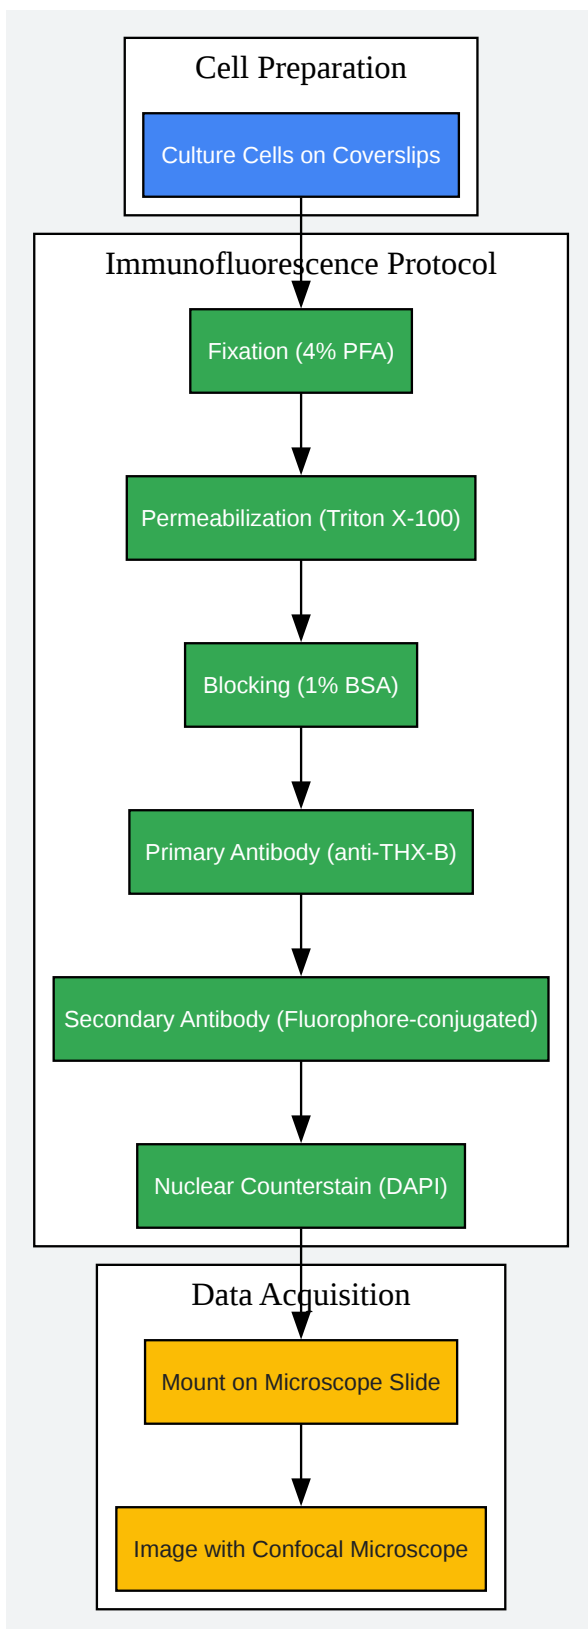 Cell Preparation
Culture Cells on Coverslips
Immunofluorescence Protocol
Fixation (4% PFA)
Permeabilization (Triton X-100)
Blocking (1% BSA)
Primary Antibody (anti-THX-B)
Secondary Antibody (Fluorophore-conjugated)
Nuclear Counterstain (DAPI)
Data Acquisition
Mount on Microscope Slide
Image with Confocal Microscope